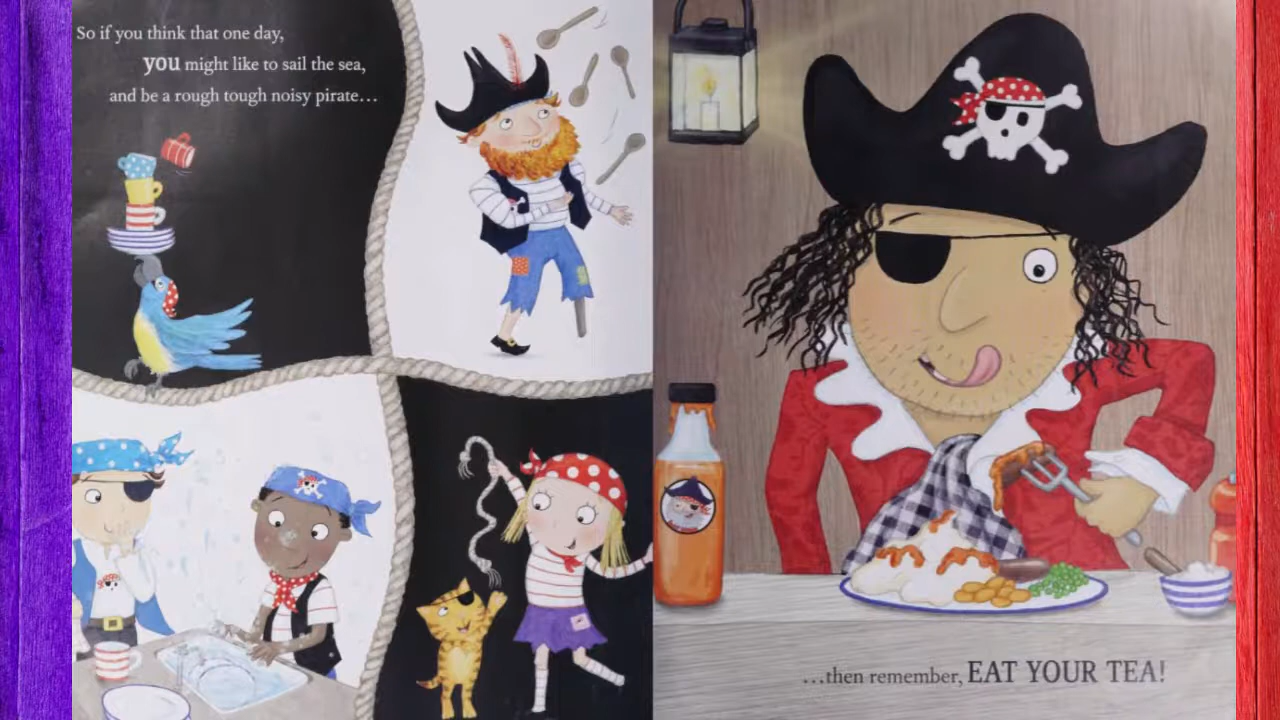 So if you think that one day,
you might like to sail the sea,
and be a rough tough noisy pirate...
...then remember, EAT YOUR TEA!